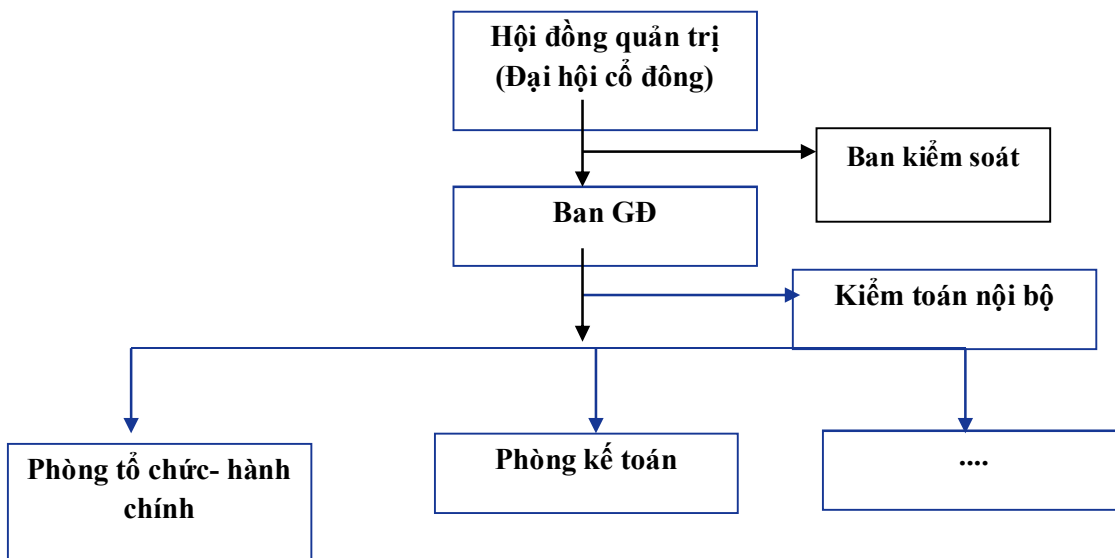 Hội đồng quản trị
(Đại hội cổ đông)
Ban kiểm soát
Ban GĐ
Kiểm toán nội bộ
Phòng tổ chức- hành
chính
Phòng kế toán
....